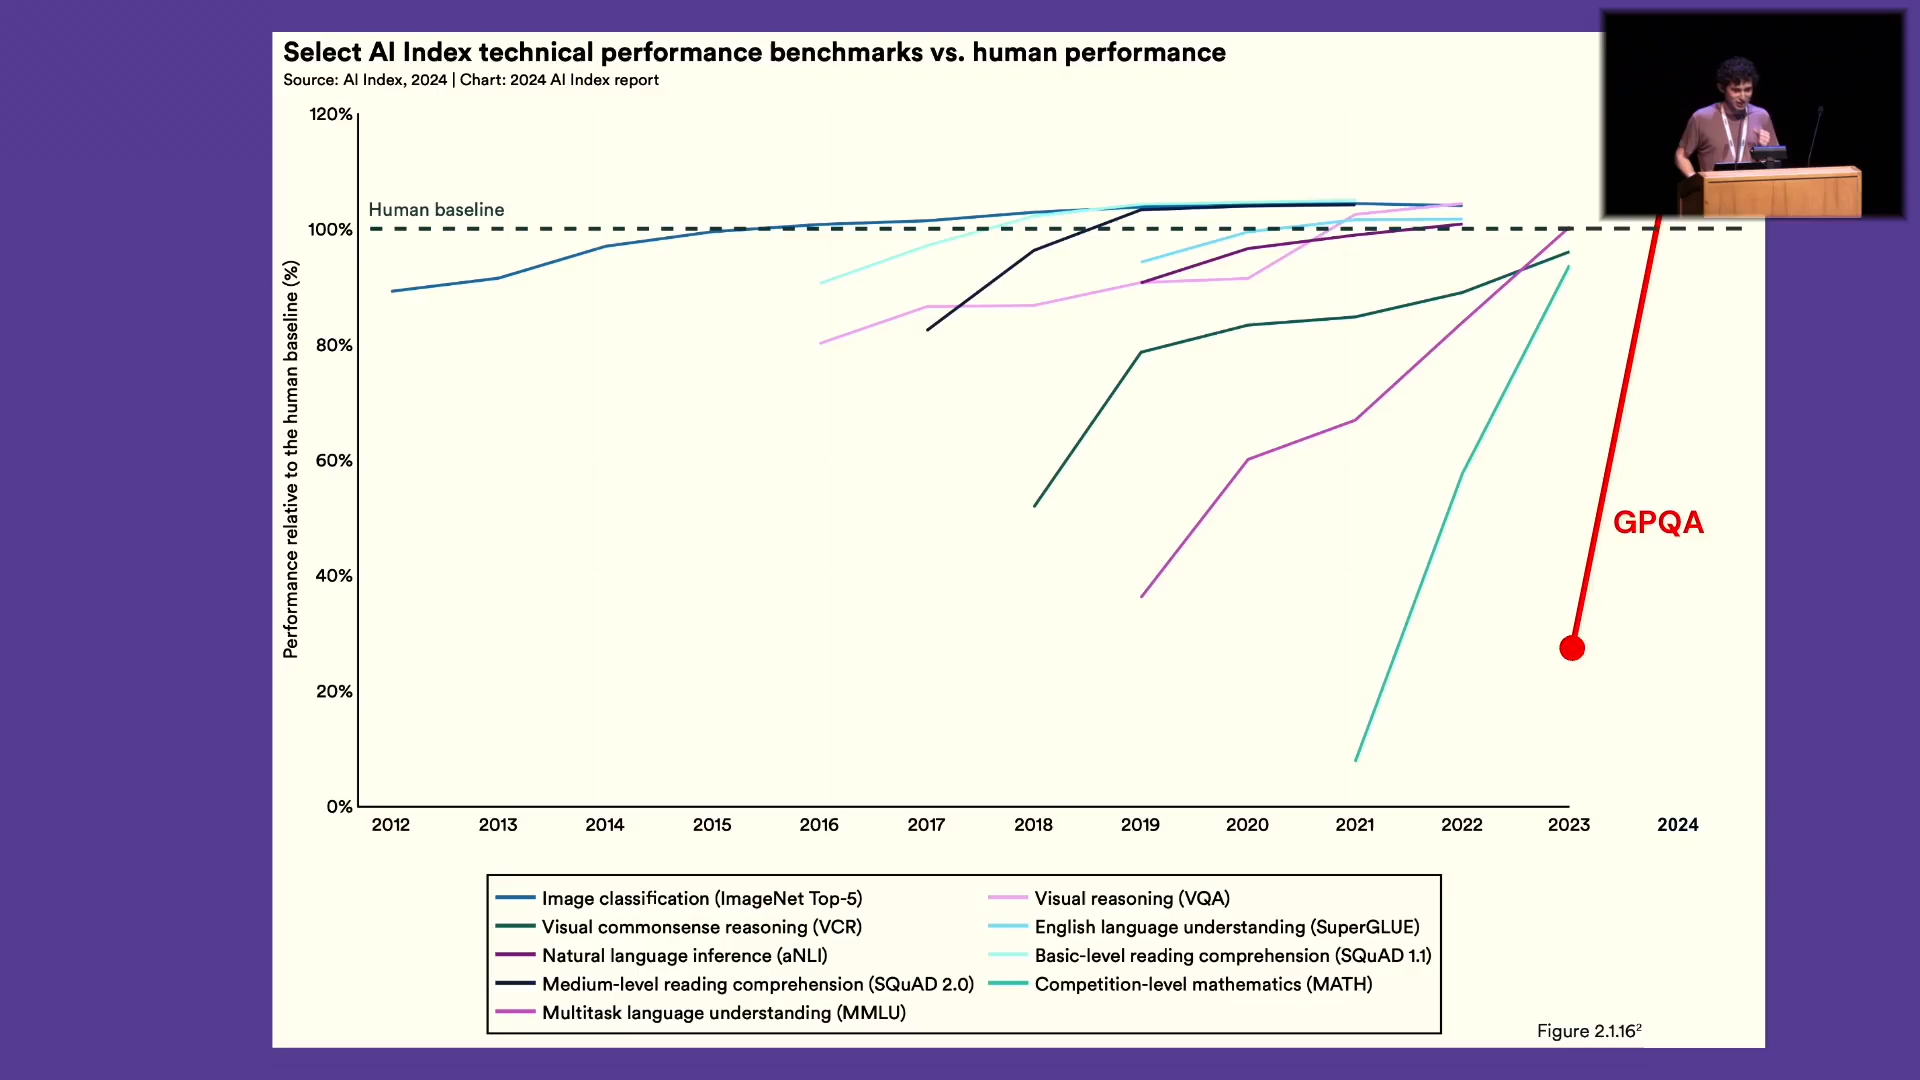 Select AI Index technical performance benchmarks vs. human performance
Source: AI Index, 2024 | Chart: 2024 AI Index report
120%
100%
80%
60%
40%
20%
0%
Performance relative to the human baseline (%)
Human baseline
GPQA
2012 2013 2014 2015 2016 2017 2018 2019 2020 2021 2022 2023 2024
Image classification (ImageNet Top-5)
Visual commonsense reasoning (VCR)
Natural language inference (aNLI)
Medium-level reading comprehension (SQuAD 2.0)
Multitask language understanding (MMLU)
Visual reasoning (VQA)
English language understanding (SuperGLUE)
Basic-level reading comprehension (SQuAD 1.1)
Competition-level mathematics (MATH)
Figure 2.1.16²